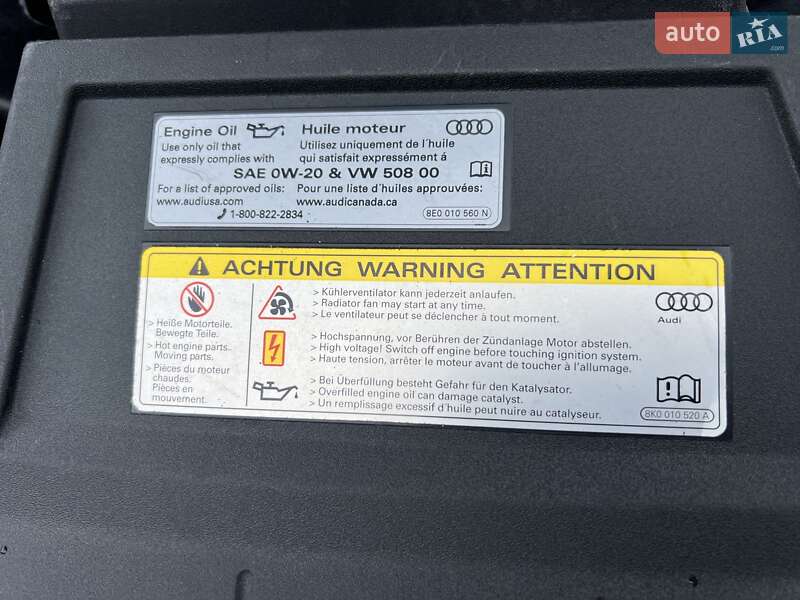 auto RIA
Engine Oil Huile moteur
Use only oil that Utilisez uniquement de l´huile
expressly complies with qui satisfait expressément á
SAE 0W-20 & VW 508 00
For a list of approved oils: Pour une liste d´huiles approuvées:
www.audiusa.com www.audicanada.ca
1-800-822-2834
8E0 010 560 N
ACHTUNG WARNING ATTENTION
> Heiße Motorteile.
Bewegte Teile.
> Hot engine parts.
Moving parts.
> Pièces du moteur
chaudes.
Pièces en
mouvement.
> Kühlerventilator kann jederzeit anlaufen.
> Radiator fan may start at any time.
> Le ventilateur peut se déclencher à tout moment.
> Hochspannung, vor Berühren der Zündanlage Motor abstellen.
> High voltage! Switch off engine before touching ignition system.
> Haute tension, arrêter le moteur avant de toucher à l´allumage.
> Bei Überfüllung besteht Gefahr für den Katalysator.
> Overfilled engine oil can damage catalyst.
> Un remplissage excessif d´huile peut nuire au catalyseur.
Audi
8K0 010 520 A